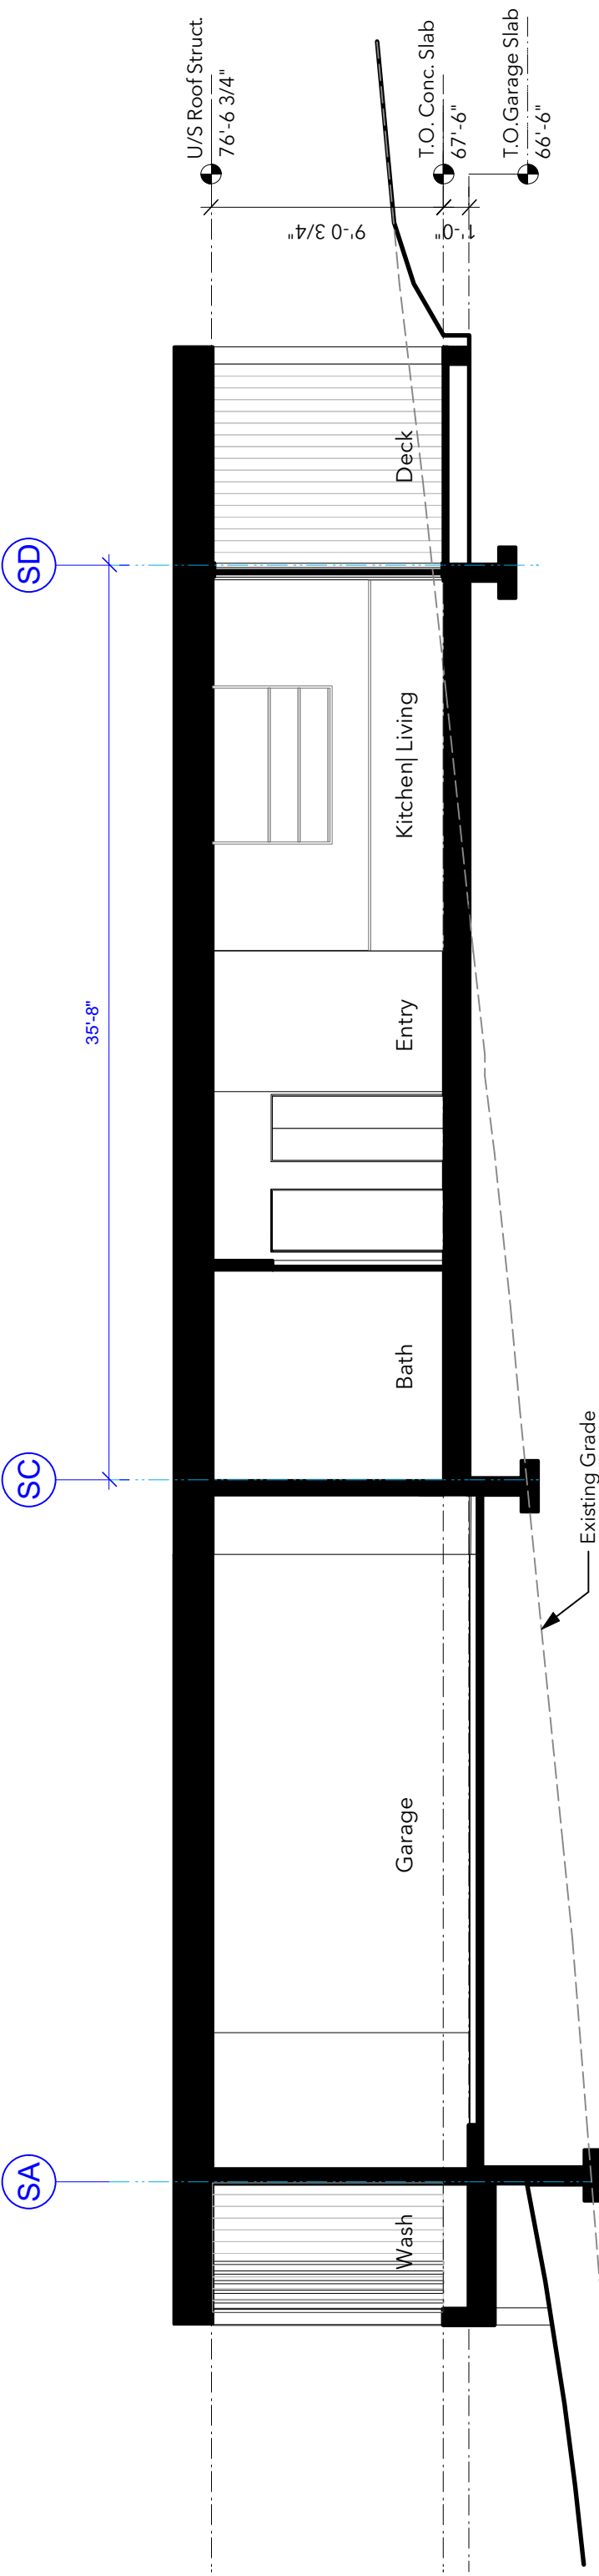 SA
SC
SD
35'-8"
U/S Roof Struct.
76'-6 3/4"
9'-0 3/4"
T.O. Conc. Slab
67'-6"
1'-0"
T.O.Garage Slab
66'-6"
Wash
Garage
Bath
Entry
Kitchen| Living
Deck
Existing Grade